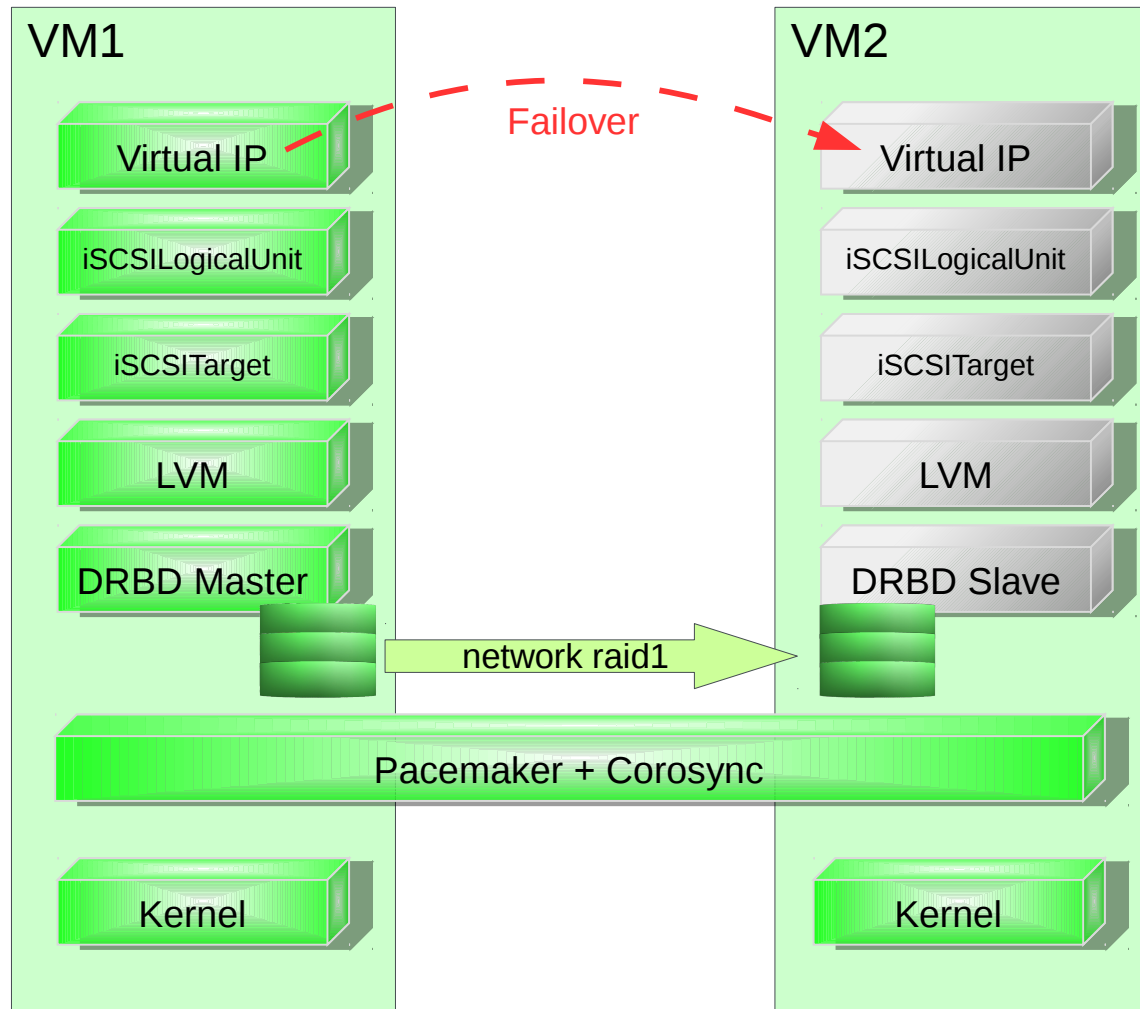 VM1
VM2
Failover
Virtual IP
Virtual IP
iSCSILogicalUnit
iSCSILogicalUnit
iSCSITarget
iSCSITarget
LVM
LVM
DRBD Master
DRBD Slave
network raid1
Pacemaker + Corosync
Kernel
Kernel